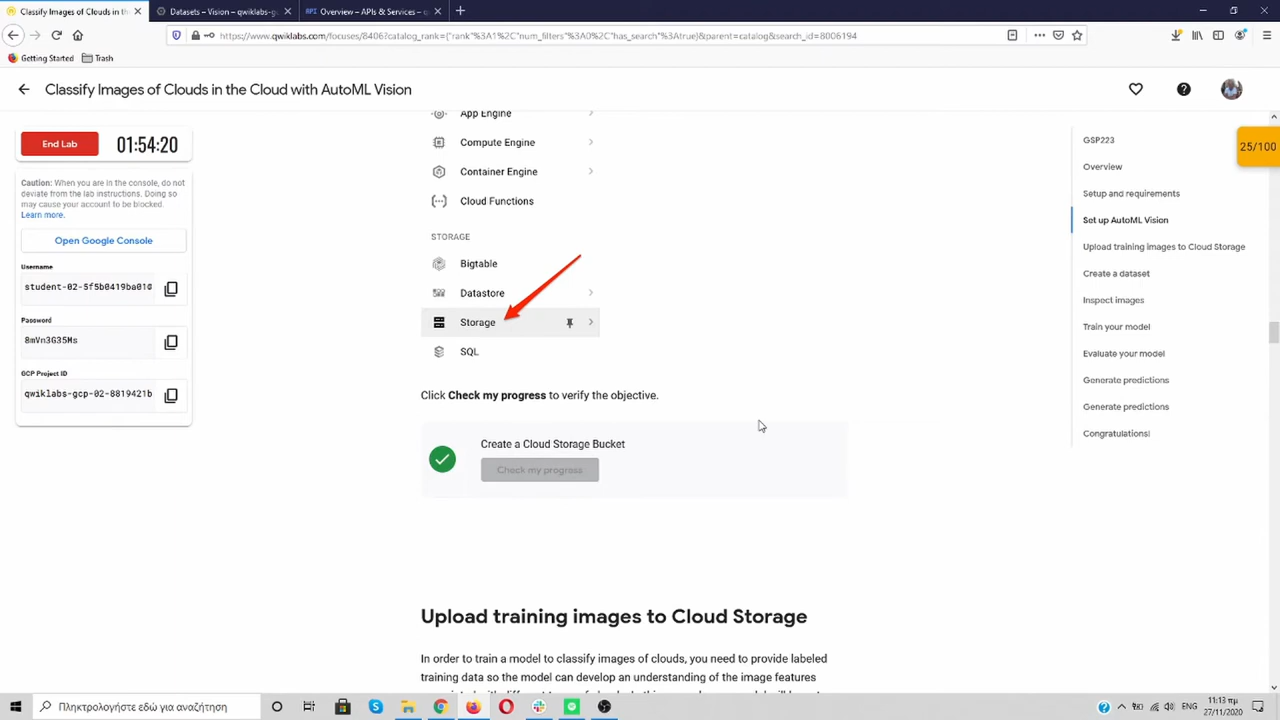 Classify Images of Clouds in the
Datasets – Vision – qwiklabs-g
Overview – APIs & Services – q
https://www.qwiklabs.com/focuses/8406?catalog_rank={"rank"%3A1%2C"num_filters"%3A0%2C"has_search"%3Atrue}&parent=catalog&search_id=8006194
Getting Started
Trash
Classify Images of Clouds in the Cloud with AutoML Vision
End Lab
01:54:20
Caution: When you are in the console, do not
deviate from the lab instructions. Doing so
may cause your account to be blocked.
Learn more.
Open Google Console
Username
student-02-5f5b0419ba01@
Password
8mVn3G35Ms
GCP Project ID
qwiklabs-gcp-02-8819421b
App Engine
Compute Engine
Container Engine
Cloud Functions
STORAGE
Bigtable
Datastore
Storage
SQL
Click Check my progress to verify the objective.
Create a Cloud Storage Bucket
Check my progress
Upload training images to Cloud Storage
In order to train a model to classify images of clouds, you need to provide labeled
training data so the model can develop an understanding of the image features
GSP223
Overview
Setup and requirements
Set up AutoML Vision
Upload training images to Cloud Storage
Create a dataset
Inspect images
Train your model
Evaluate your model
Generate predictions
Generate predictions
Congratulations!
25/100
Πληκτρολογήστε εδώ για αναζήτηση
ENG
11:13 πμ
27/11/2020